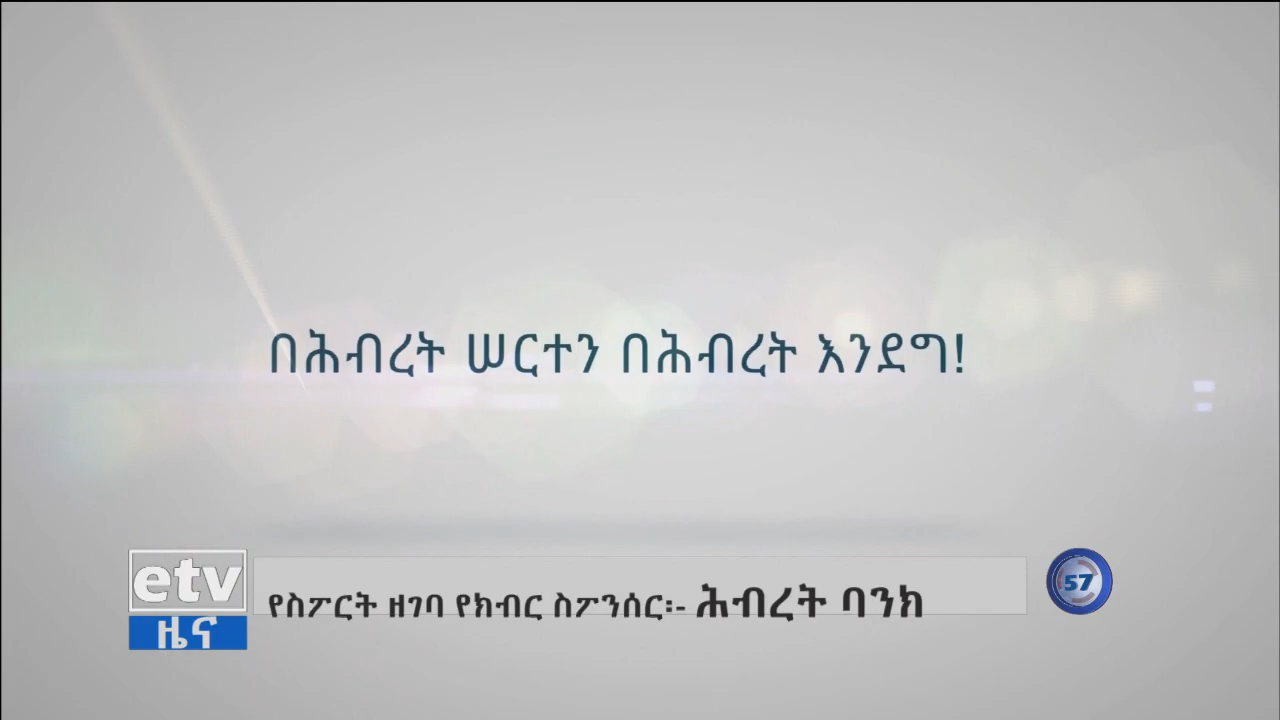 በሕብረት ሠርተን በሕብረት እንደግ!
etv
ዜና
የስፖርት ዘገባ የክብር ስፖንሰር፡- ሕብረት ባንክ
57